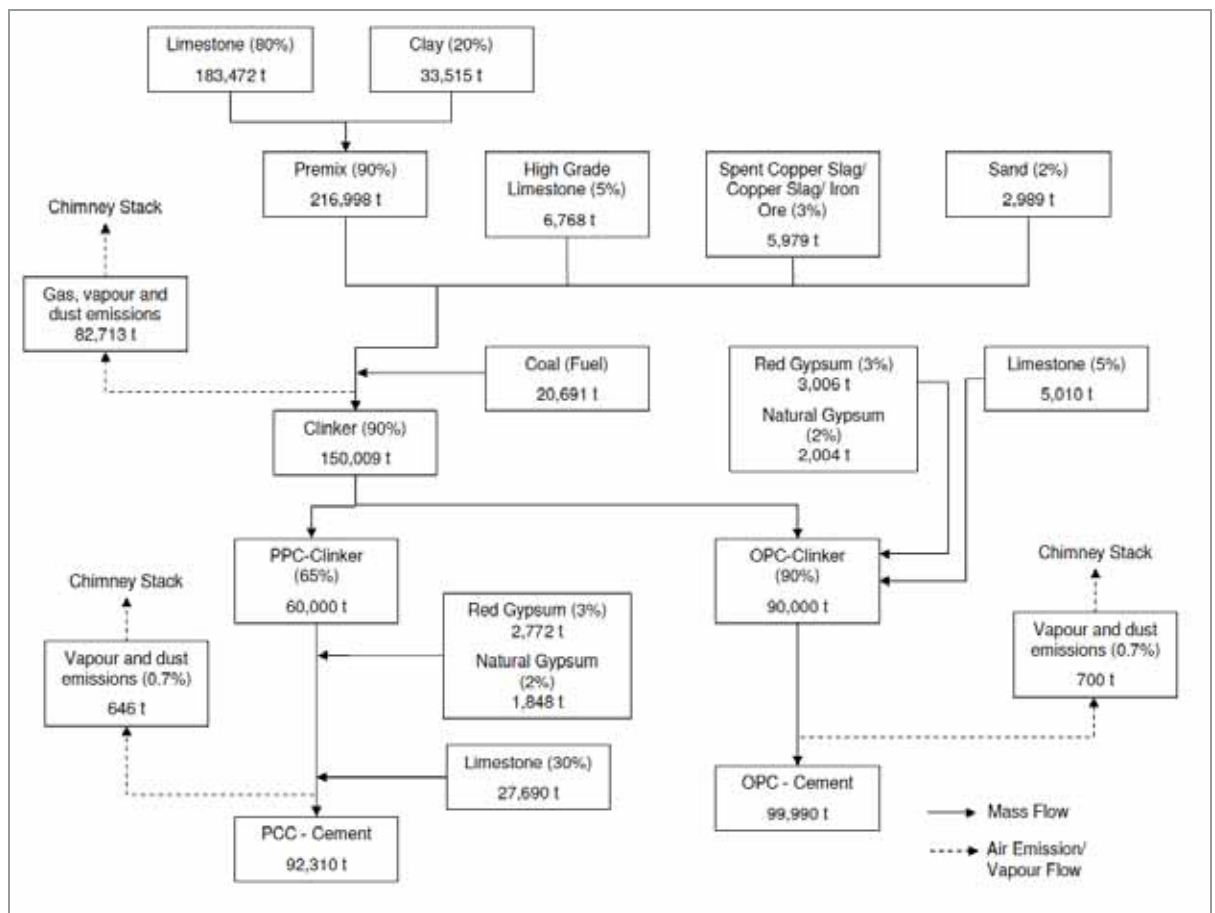 Limestone (80%)
183,472 t
Clay (20%)
33,515 t
Premix (90%)
216,998 t
High Grade
Limestone (5%)
6,768 t
Spent Copper Slag/
Copper Slag/ Iron
Ore (3%)
5,979 t
Sand (2%)
2,989 t
Chimney Stack
Gas, vapour and
dust emissions
82,713 t
Coal (Fuel)
20,691 t
Red Gypsum (3%)
3,006 t
Natural Gypsum
(2%)
2,004 t
Limestone (5%)
5,010 t
Clinker (90%)
150,009 t
PPC-Clinker
(65%)
60,000 t
OPC-Clinker
(90%)
90,000 t
Chimney Stack
Vapour and dust
emissions (0.7%)
646 t
Red Gypsum (3%)
2,772 t
Natural Gypsum
(2%)
1,848 t
Chimney Stack
Vapour and dust
emissions (0.7%)
700 t
Limestone (30%)
27,690 t
PCC - Cement
92,310 t
OPC - Cement
99,990 t
Mass Flow
Air Emission/
Vapour Flow